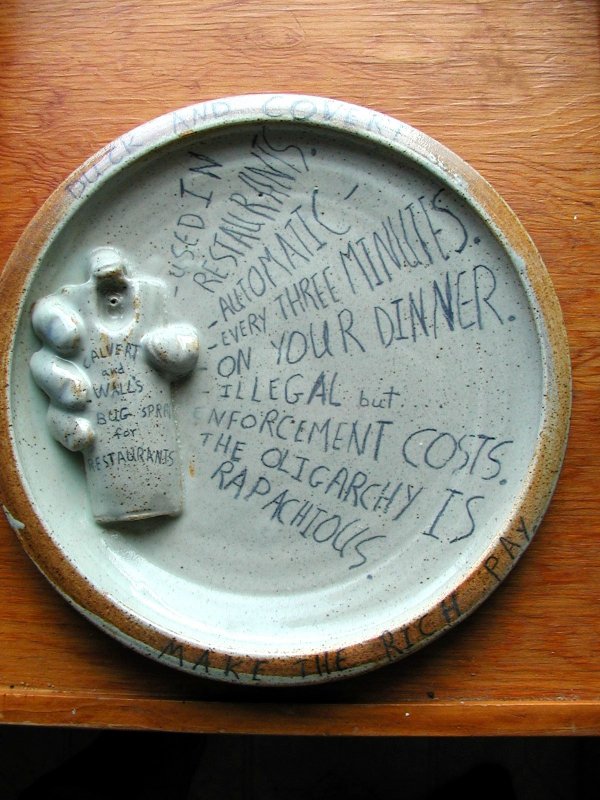 DUCK AND COVER
USED IN
RESTAURANTS.
- AUTOMATIC'
- EVERY THREE MINUTES.
- ON YOUR DINNER.
- ILLEGAL but...
ENFORCEMENT COSTS.
THE OLIGARCHY IS
RAPACHIOUS
CALVERT
and
WALL'S
BUG SPRAY
for
RESTAURANTS
MAKE THE RICH PAY.